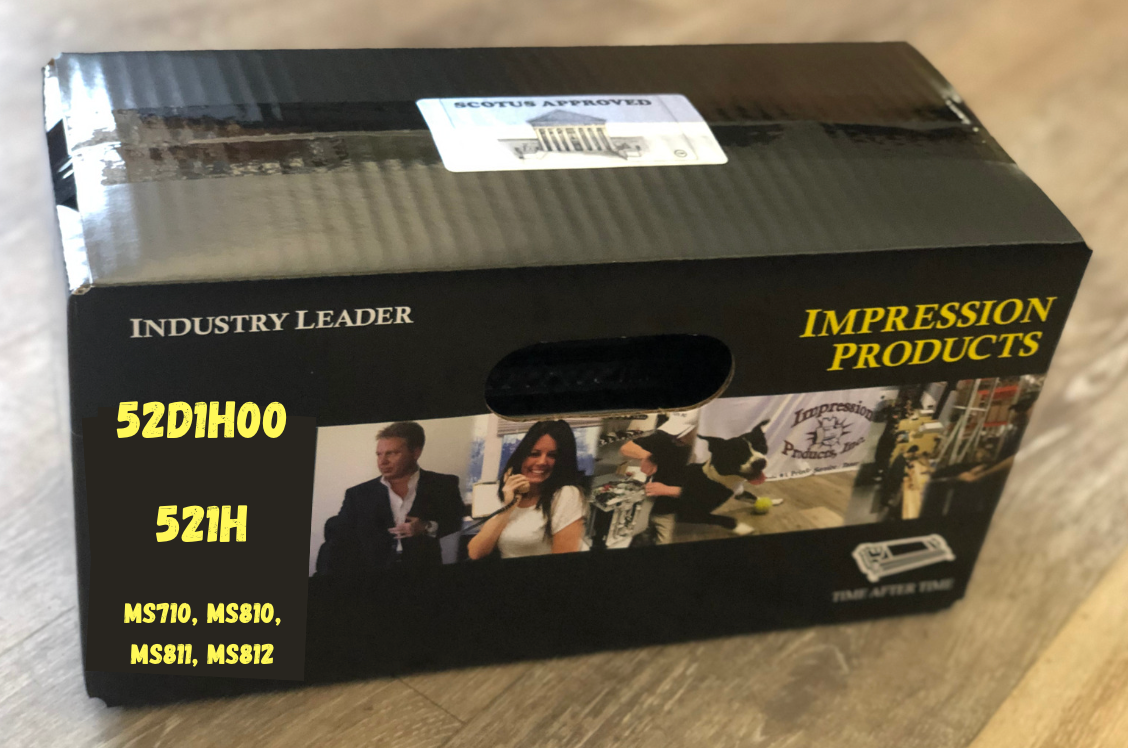 SCOTUS APPROVED
INDUSTRY LEADER
IMPRESSION
PRODUCTS
52D1H00
521H
MS710, MS810,
MS811, MS812
Impression
Products, Inc.
TIME AFTER TIME